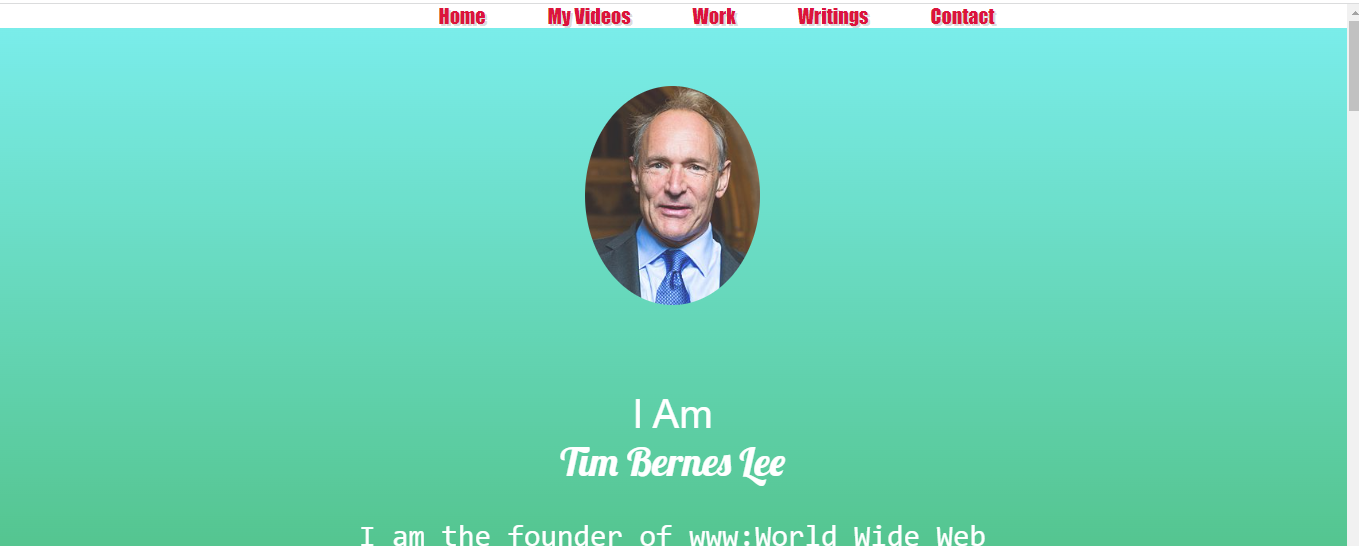 Home My Videos Work Writings Contact
I Am
Tim Bernes Lee
I am the founder of www:World Wide Web